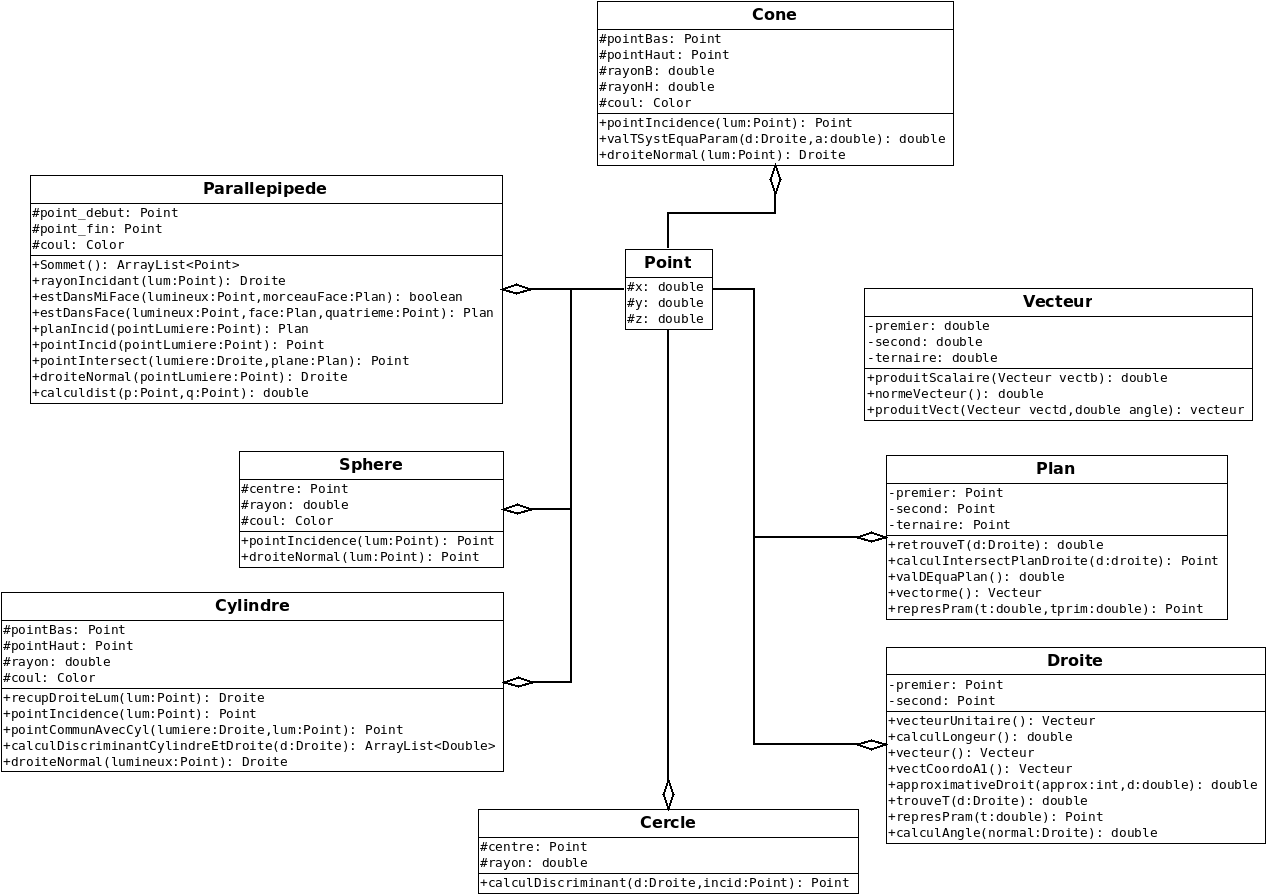 Cone
#pointBas: Point
#pointHaut: Point
#rayonB: double
#rayonH: double
#coul: Color
+pointIncidence(lum:Point): Point
+valTSystEquaParam(d:Droite,a:double): double
+droiteNormal(lum:Point): Droite
Parallepipede
#point_debut: Point
#point_fin: Point
#coul: Color
+Sommet(): ArrayList<Point>
+rayonIncidant(lum:Point): Droite
+estDansMiFace(lumineux:Point,morceauFace:Plan): boolean
+estDansFace(lumineux:Point,face:Plan,quatrieme:Point): Plan
+planIncid(pointLumiere:Point): Plan
+pointIncid(pointLumiere:Point): Point
+pointIntersect(lumiere:Droite,plane:Plan): Point
+droiteNormal(pointLumiere:Point): Droite
+calculdist(p:Point,q:Point): double
Point
#x: double
#y: double
#z: double
Vecteur
-premier: double
-second: double
-ternaire: double
+produitScalaire(Vecteur vectb): double
+normeVecteur(): double
+produitVect(Vecteur vectd,double angle): vecteur
Sphere
#centre: Point
#rayon: double
#coul: Color
+pointIncidence(lum:Point): Point
+droiteNormal(lum:Point): Point
Plan
-premier: Point
-second: Point
-ternaire: Point
+retrouveT(d:Droite): double
+calculIntersectPlanDroite(d:droite): Point
+valDEquaPlan(): double
+vectorme(): Vecteur
+represPram(t:double,tprim:double): Point
Cylindre
#pointBas: Point
#pointHaut: Point
#rayon: double
#coul: Color
+recupDroiteLum(lum:Point): Droite
+pointIncidence(lum:Point): Point
+pointCommunAvecCyl(lumiere:Droite,lum:Point): Point
+calculDiscriminantCylindreEtDroite(d:Droite): ArrayList<Double>
+droiteNormal(lumineux:Point): Droite
Droite
-premier: Point
-second: Point
+vecteurUnitaire(): Vecteur
+calculLongeur(): double
+vecteur(): Vecteur
+vectCoordoA1(): Vecteur
+approximativeDroit(approx:int,d:double): double
+trouveT(d:Droite): double
+represPram(t:double): Point
+calculAngle(normal:Droite): double
Cercle
#centre: Point
#rayon: double
+calculDiscriminant(d:Droite,incid:Point): Point